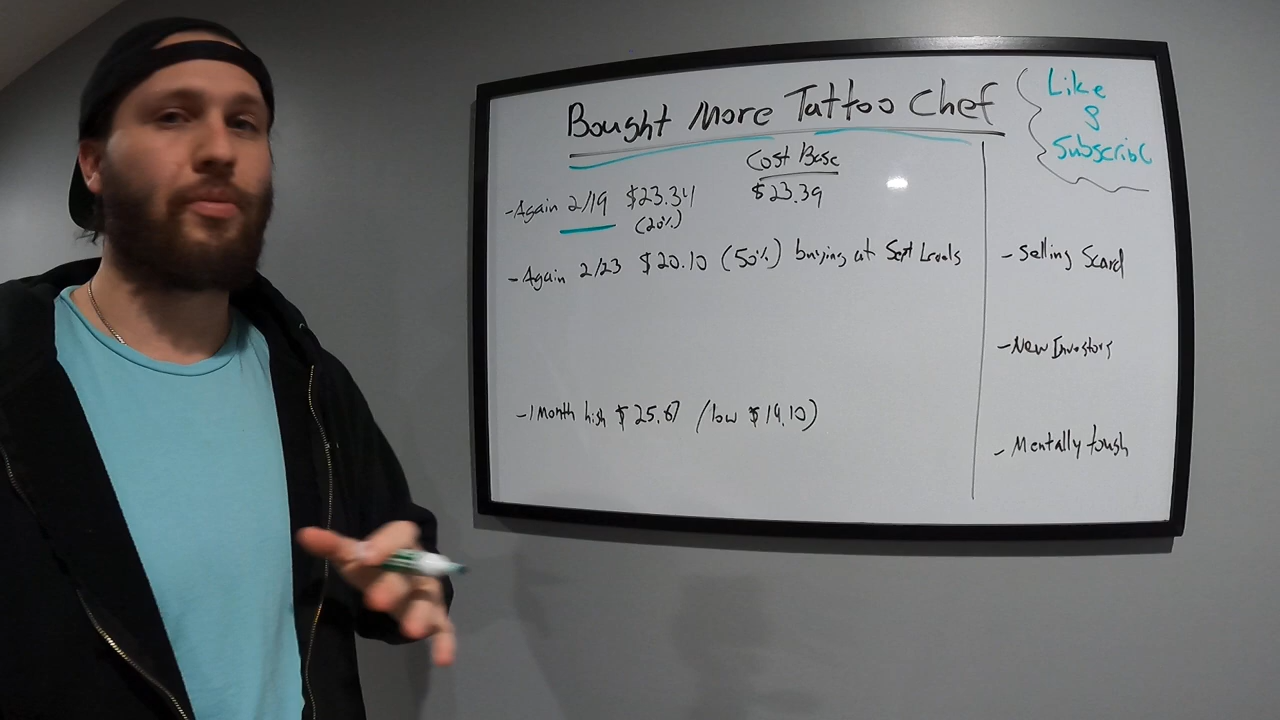 Bought More Tattoo Chef
Like
&
Subscribe
Cost Base
-Again 2/19 $23.34 $23.39
(20%)
-Again 2/23 $20.10 (50%) buying at Sept Levels
-1 Month high $25.67 (low $19.10)
-Selling Scard
-New Investors
-Mentally tough